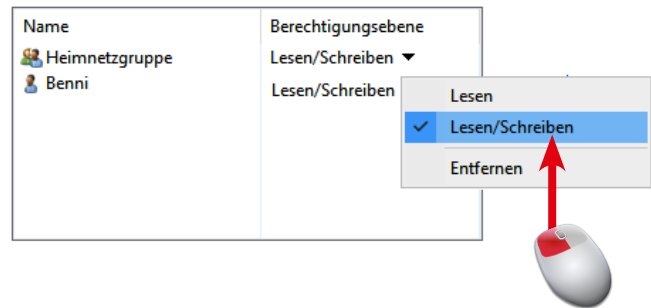 Name Berechtigungsebene
Heimnetzgruppe Lesen/Schreiben
Benni Lesen/Schreiben
Lesen
Lesen/Schreiben
Entfernen